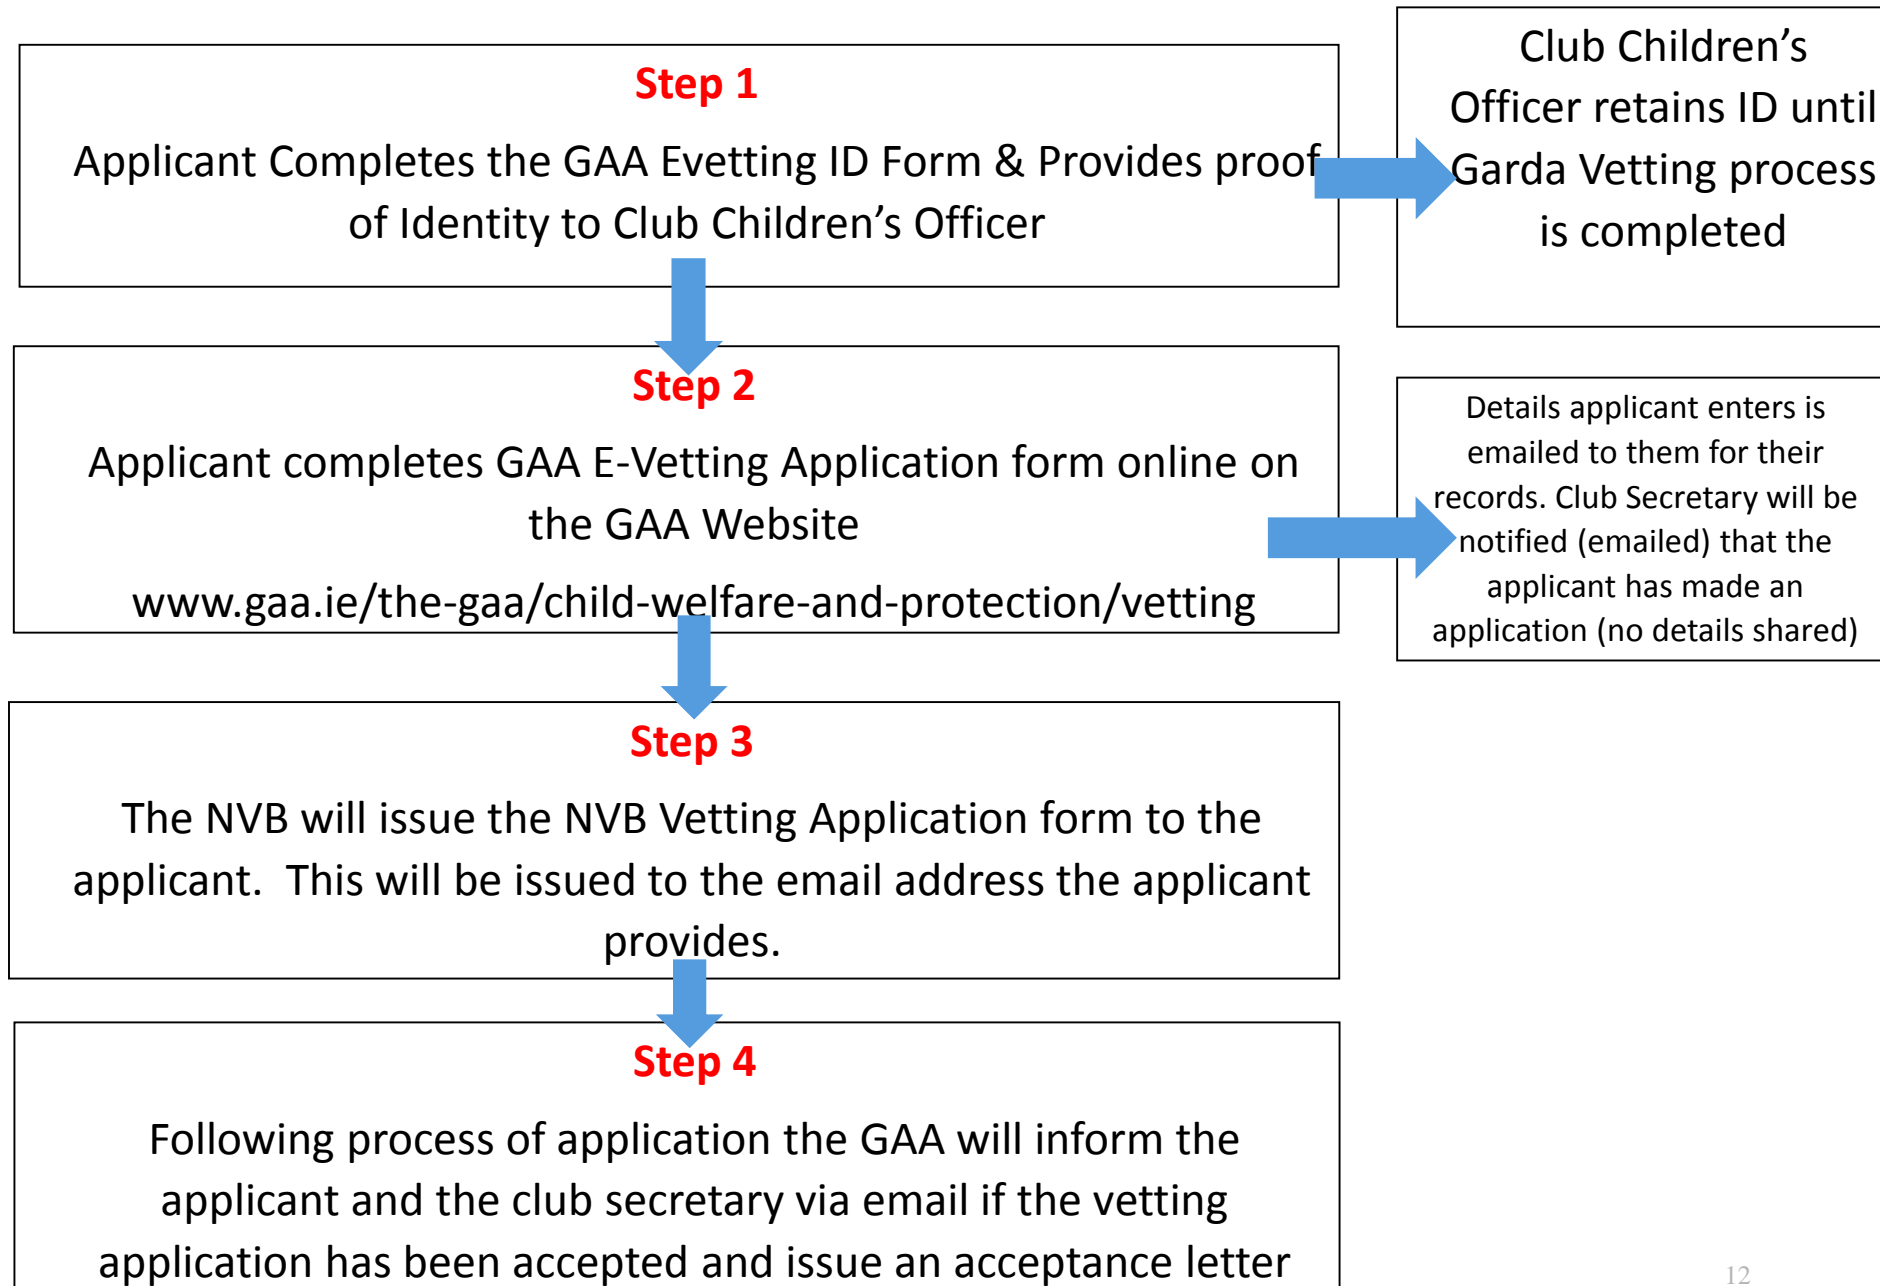 Step 1
Applicant Completes the GAA Evetting ID Form & Provides proof
of Identity to Club Children’s Officer
Club Children’s
Officer retains ID until
Garda Vetting process
is completed
Step 2
Applicant completes GAA E-Vetting Application form online on
the GAA Website
www.gaa.ie/the-gaa/child-welfare-and-protection/vetting
Details applicant enters is
emailed to them for their
records. Club Secretary will be
notified (emailed) that the
applicant has made an
application (no details shared)
Step 3
The NVB will issue the NVB Vetting Application form to the
applicant.  This will be issued to the email address the applicant
provides.
Step 4
Following process of application the GAA will inform the
applicant and the club secretary via email if the vetting
application has been accepted and issue an acceptance letter
12